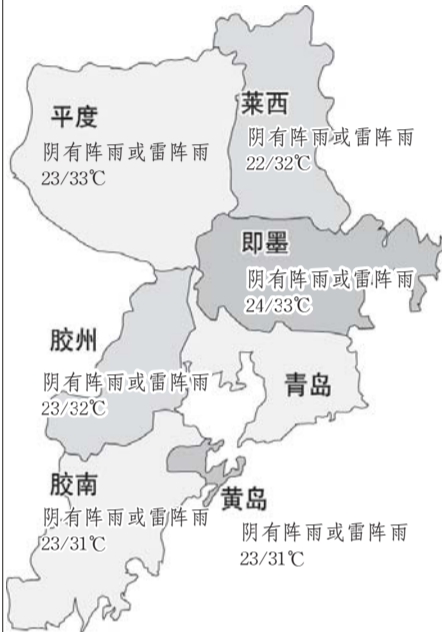 平度
阴有阵雨或雷阵雨
23/33℃
莱西
阴有阵雨或雷阵雨
22/32℃
即墨
阴有阵雨或雷阵雨
24/33℃
胶州
阴有阵雨或雷阵雨
23/32℃
青岛
胶南
阴有阵雨或雷阵雨
23/31℃
黄岛
阴有阵雨或雷阵雨
23/31℃